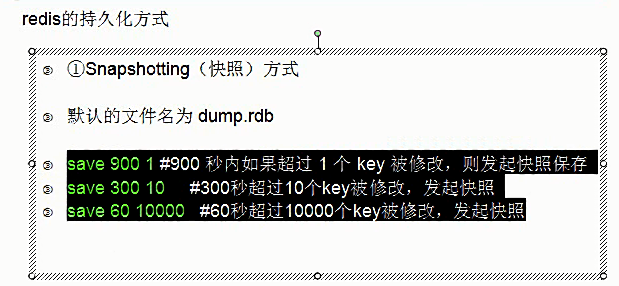 redis的持久化方式
①Snapshotting（快照）方式
默认的文件名为 dump.rdb
save 900 1 #900 秒内如果超过 1 个 key 被修改，则发起快照保存
save 300 10 #300秒超过10个key被修改，发起快照
save 60 10000 #60秒超过10000个key被修改，发起快照